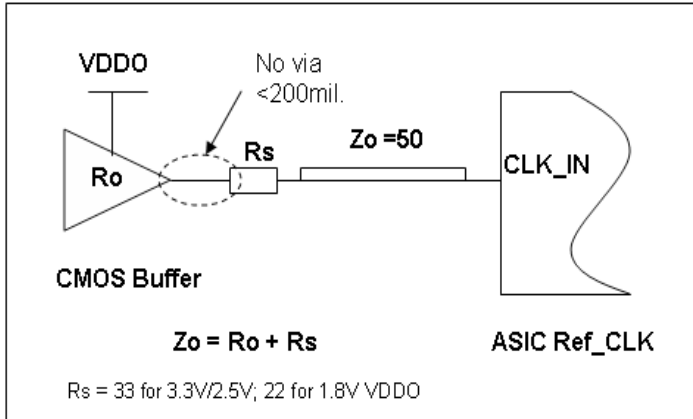 VDDO
No via
<200mil.
Ro
Rs
Zo =50
CLK_IN
CMOS Buffer
Zo = Ro + Rs
ASIC Ref_CLK
Rs = 33 for 3.3V/2.5V; 22 for 1.8V VDDO